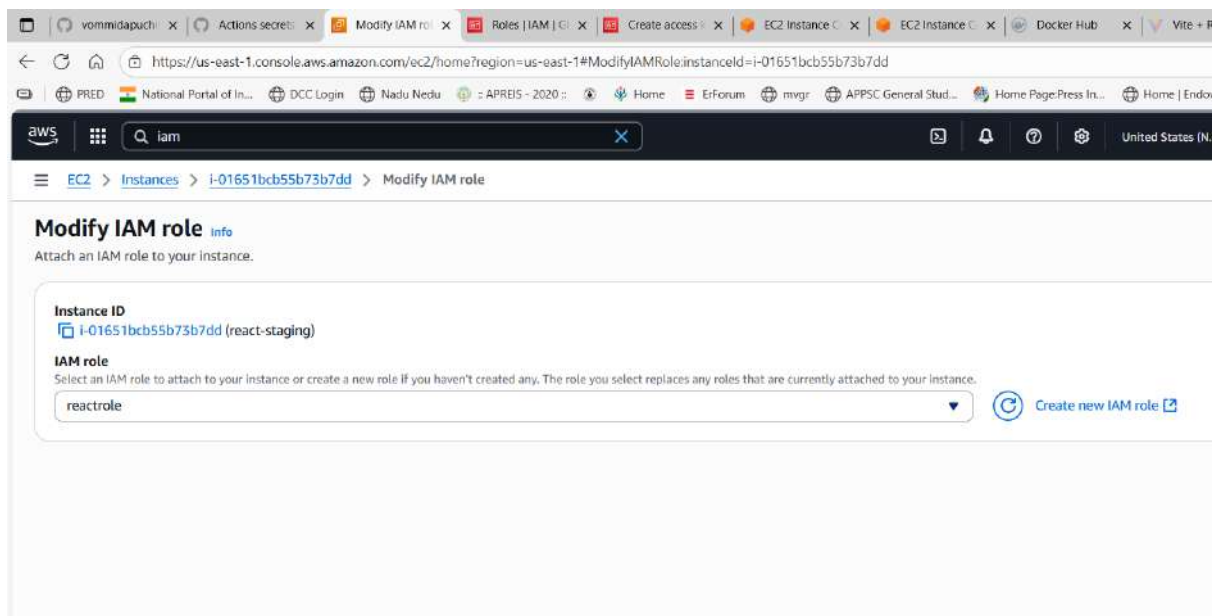 vommidapuchi Actions secrets Modify IAM rol Roles | IAM | Gl Create access k EC2 Instance C EC2 Instance C Docker Hub Vite + R
https://us-east-1.console.aws.amazon.com/ec2/home?region=us-east-1#ModifyIAMRole:instanceId=i-01651bcb55b73b7dd
PRED National Portal of In... DCC Login Nadu Nedu :: APREIS - 2020 :: Home ErForum mvgr APPSC General Stud... Home Page:Press In... Home | Endow
aws iam United States (N.
EC2 > Instances > i-01651bcb55b73b7dd > Modify IAM role
Modify IAM role Info
Attach an IAM role to your instance.
Instance ID
i-01651bcb55b73b7dd (react-staging)
IAM role
Select an IAM role to attach to your instance or create a new role if you haven't created any. The role you select replaces any roles that are currently attached to your instance.
reactrole Create new IAM role